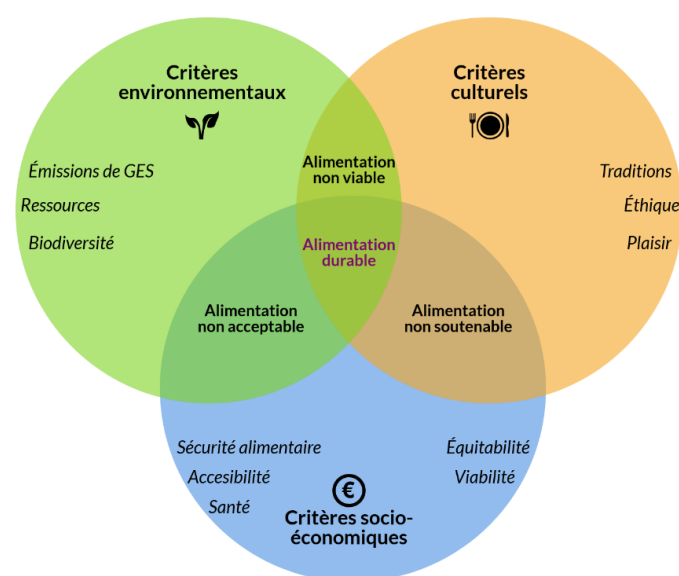 Critères
environnementaux
Critères
culturels
Émissions de GES
Ressources
Biodiversité
Alimentation
non viable
Traditions
Éthique
Plaisir
Alimentation
durable
Alimentation
non acceptable
Alimentation
non soutenable
Sécurité alimentaire
Accesibilité
Santé
Équitabilité
Viabilité
€
Critères socio-
économiques